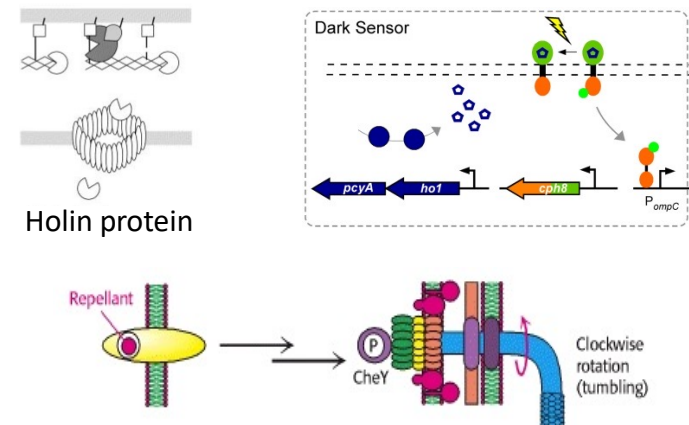 Dark Sensor
pcyA
ho1
cph8
PompC
Holin protein
Repellant
P
CheY
Clockwise
rotation
(tumbling)